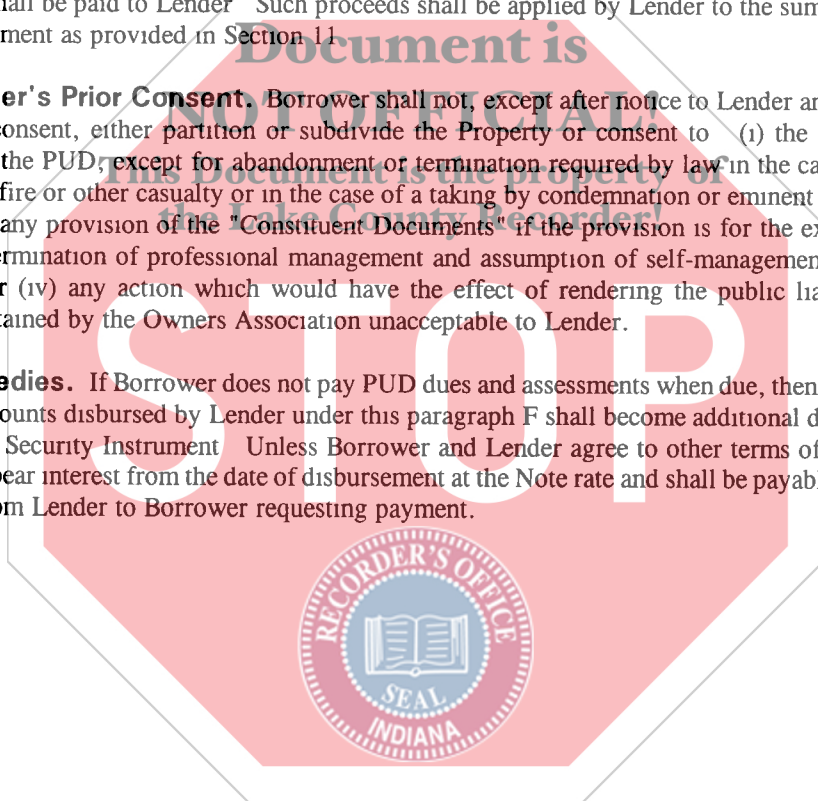 all be paid to Lender Such proceeds shall be applied by Lender to the sum
ment as provided in Section 11
Document is
er's Prior Consent. Borrower shall not, except after notice to Lender an
NOT OFFICIAL!
onsent, either partition or subdivide the Property or consent to (i) the
the PUD, except for abandonment or termination required by law in the ca
This Document is the property of
fire or other casualty or in the case of a taking by condemnation or eminent
the Lake County Recorder!
any provision of the "Constituent Documents" if the provision is for the ex
rmination of professional management and assumption of self-managemen
r (iv) any action which would have the effect of rendering the public lia
tained by the Owners Association unacceptable to Lender.
STOP
edies. If Borrower does not pay PUD dues and assessments when due, then
ounts disbursed by Lender under this paragraph F shall become additional d
Security Instrument Unless Borrower and Lender agree to other terms of
ear interest from the date of disbursement at the Note rate and shall be payab
om Lender to Borrower requesting payment.
RECORDER'S OFFICE
SEAL
INDIANA